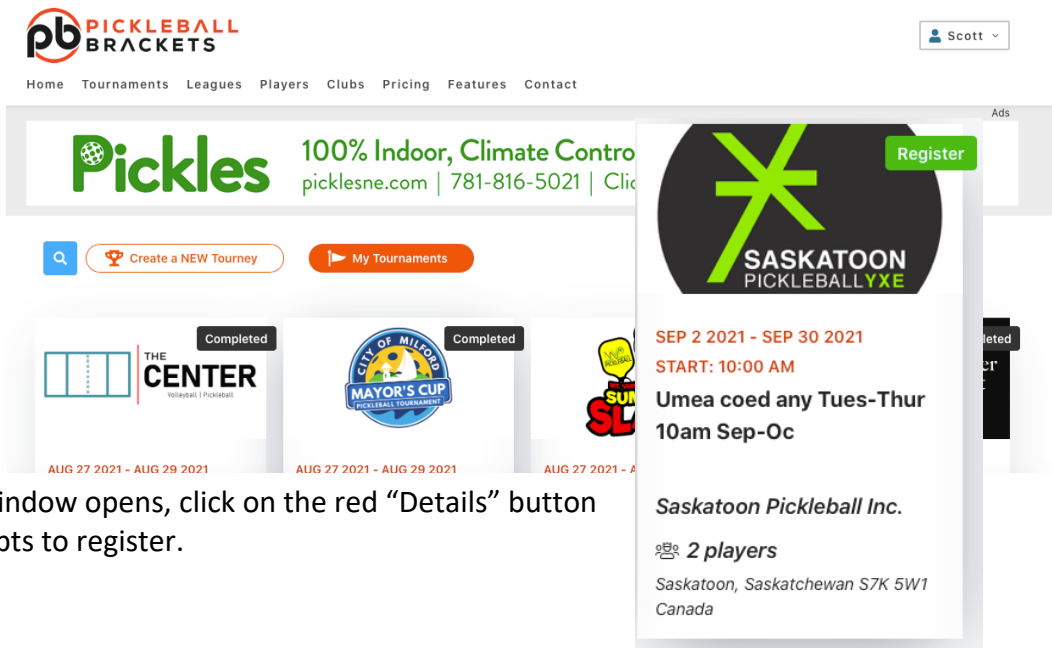 PICKLEBALL
BRACKETS
Scott
Home Tournaments Leagues Players Clubs Pricing Features Contact
Ads
Pickles
100% Indoor, Climate Contro
picklesne.com | 781-816-5021 | Clic
Register
SASKATOON
PICKLEBALLYXE
Create a NEW Tourney
My Tournaments
SEP 2 2021 - SEP 30 2021
START: 10:00 AM
Umea coed any Tues-Thur
10am Sep-Oc
Saskatoon Pickleball Inc.
2 players
Saskatoon, Saskatchewan S7K 5W1
Canada
Completed
THE
CENTER
Volleyball | Pickleball
AUG 27 2021 - AUG 29 2021
Completed
CITY OF MILFORD
MAYOR'S CUP
PICKLEBALL TOURNAMENT
AUG 27 2021 - AUG 29 2021
SUM
SLA
AUG 27 2021 - A
leted
er
t
indow opens, click on the red “Details” button
pts to register.